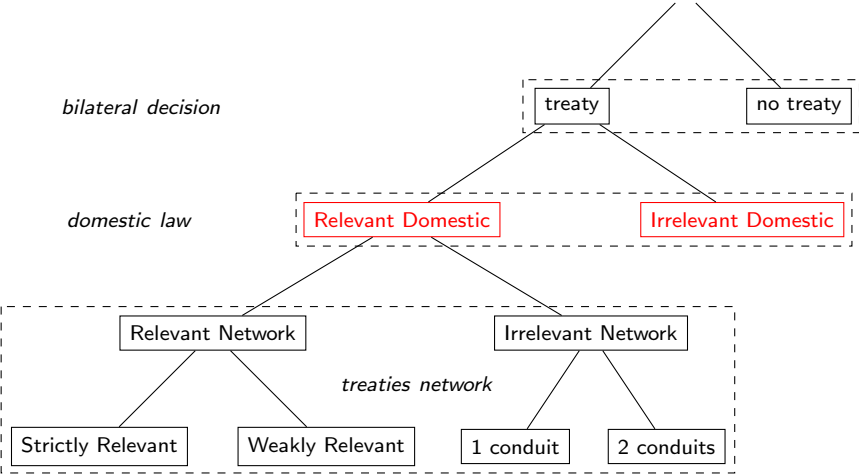 bilateral decision
treaty
no treaty
domestic law
Relevant Domestic
Irrelevant Domestic
Relevant Network
Irrelevant Network
treaties network
Strictly Relevant
Weakly Relevant
1 conduit
2 conduits